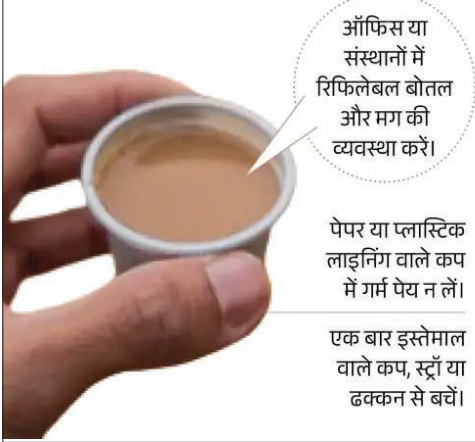 ऑफिस या
संस्थानों में
रिफिलेबल बोतल
और मग की
व्यवस्था करें।
पेपर या प्लास्टिक
लाइनिंग वाले कप
में गर्म पेय न लें।
एक बार इस्तेमाल
वाले कप, स्ट्रॉ या
ढक्कन से बचें।